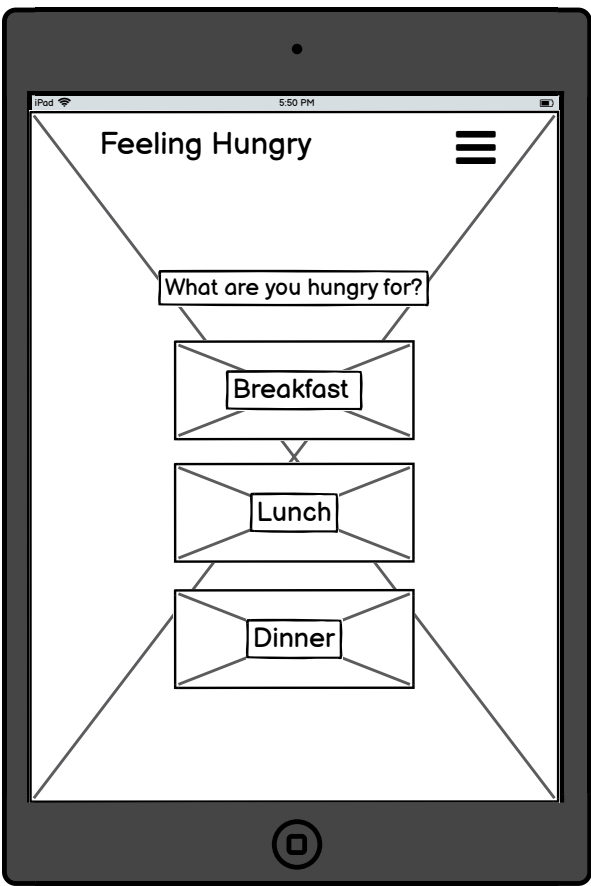 iPad 5:50 PM
Feeling Hungry
What are you hungry for?
Breakfast
Lunch
Dinner